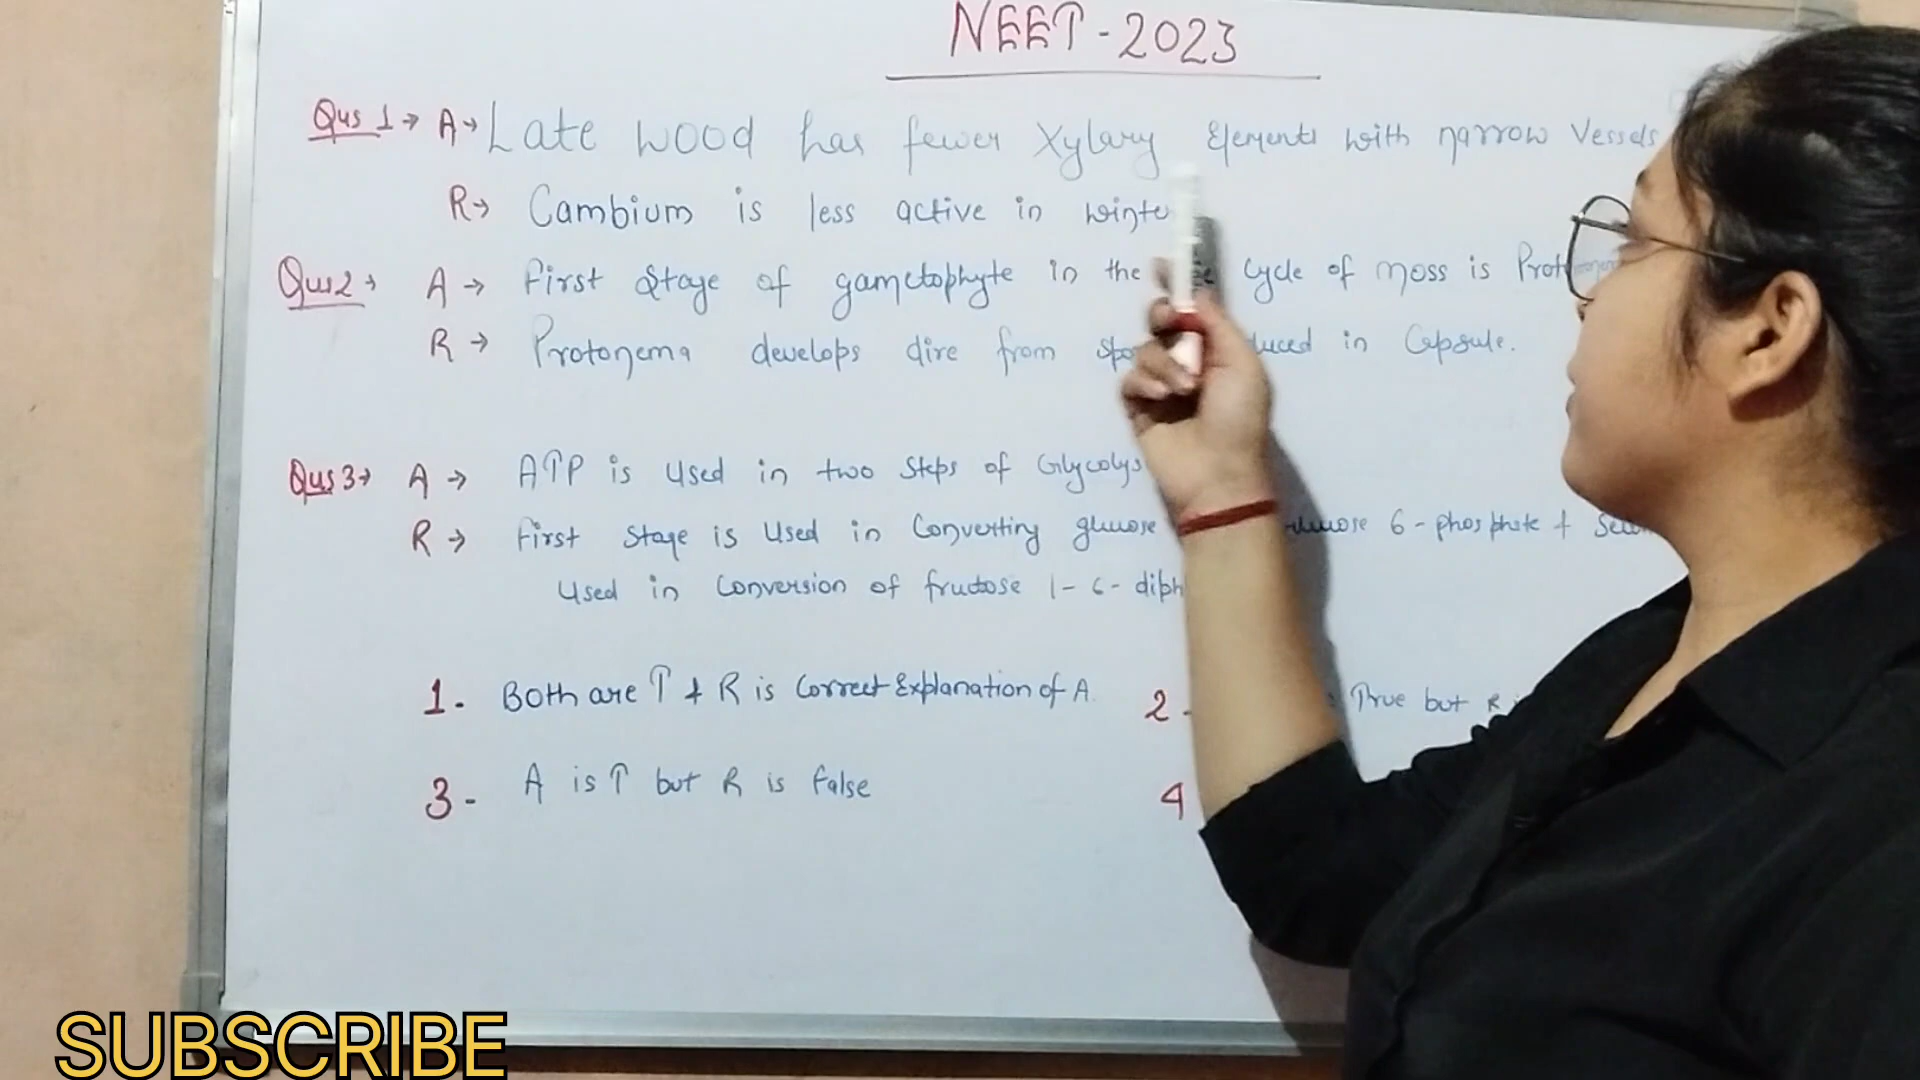 NEET - 2023
Qus 1 → A → Late wood has fewer Xylary Elements with narrow Vessels
R → Cambium is less active in winte
Qus 2 → A → first Stage of gametophyte in the Cycle of moss is
R → Protonema develops dire from in Capsule.
Qus 3 → A → ATP is Used in two Steps of Glycolys
R → First Stage is Used in Converting glucose 6 - phosphate +
Used in Conversion of fructose 1 - 6 - diph
1 - Both are T + R is Correct Explanation of A. 2 - True but R
3 - A is T but R is false 4
SUBSCRIBE